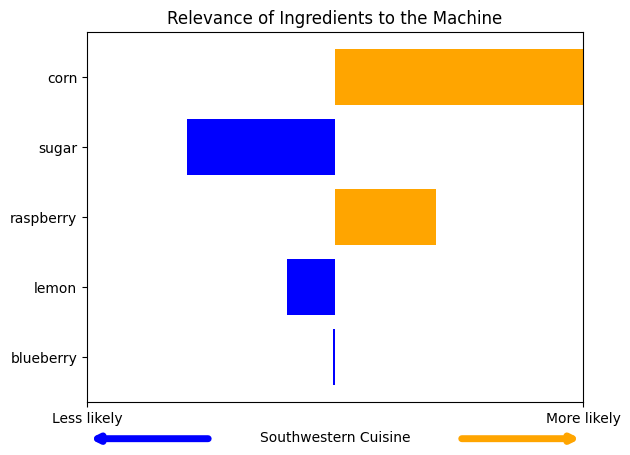 Relevance of Ingredients to the Machine
corn
sugar
raspberry
lemon
blueberry
Less likely More likely
Southwestern Cuisine